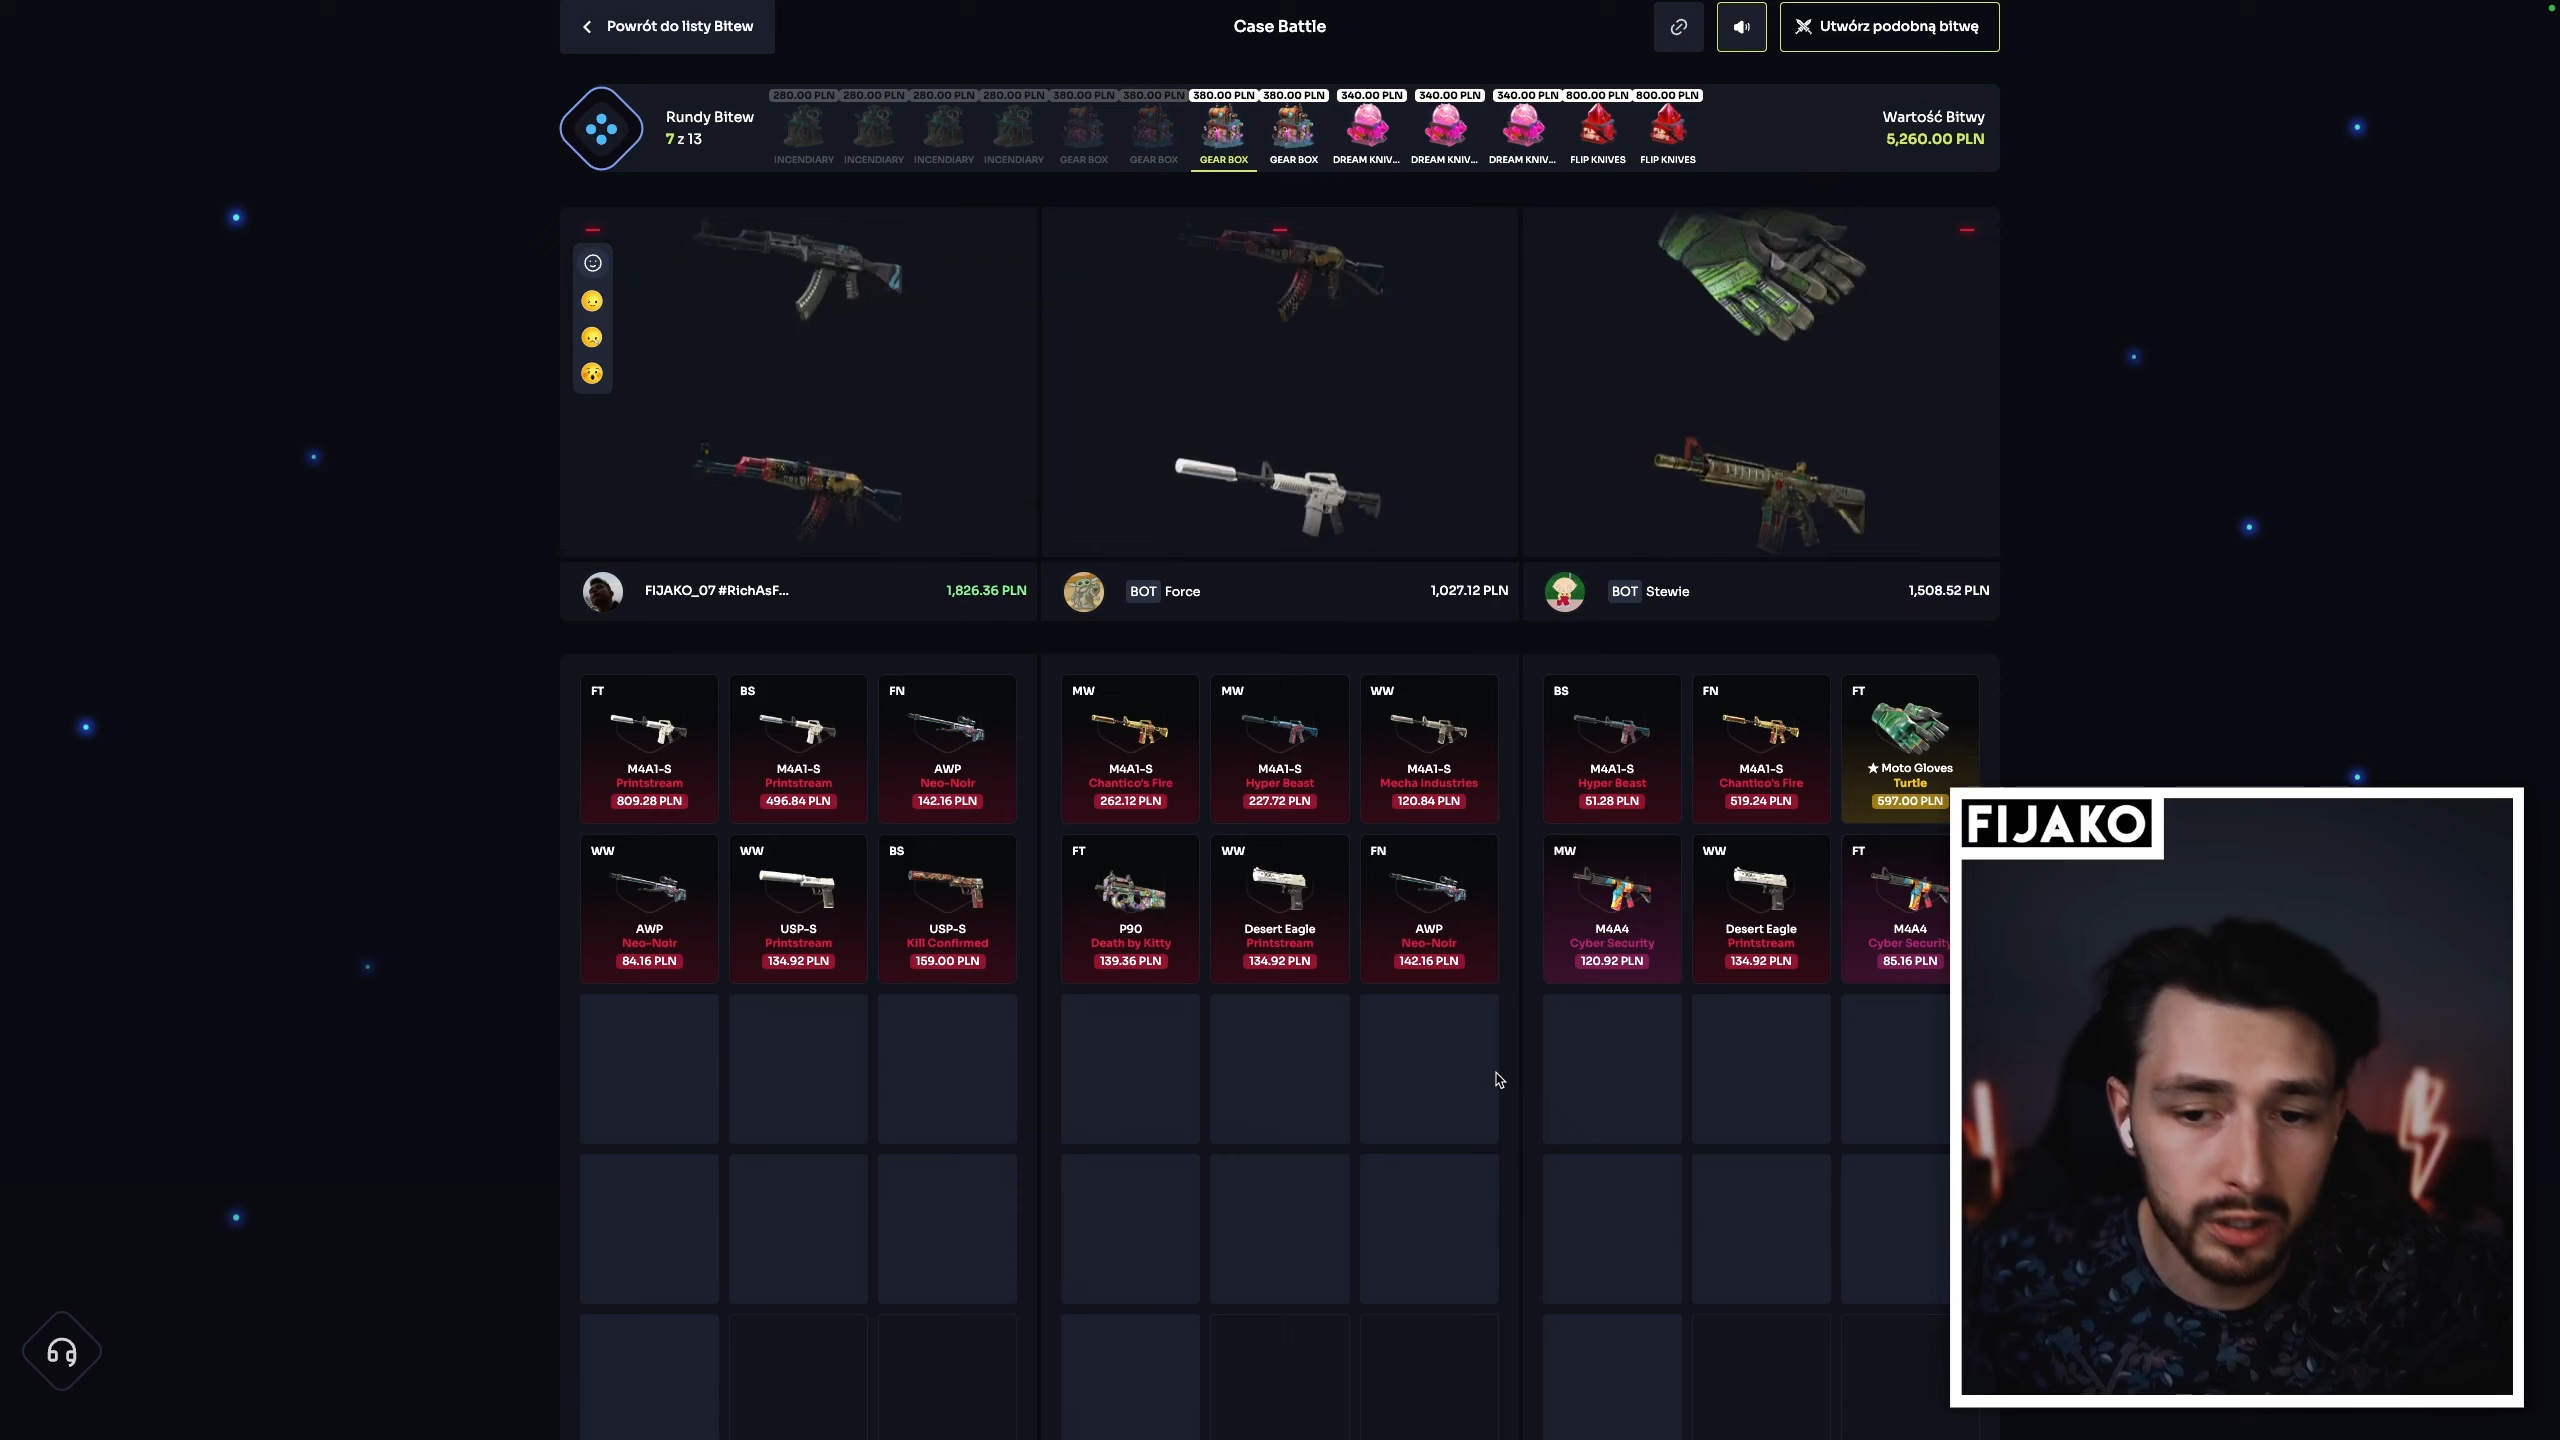 Powrót do listy Bitew
Case Battle
Utwórz podobną bitwę
Rundy Bitew
7 z 13
280.00 PLN
280.00 PLN
280.00 PLN
280.00 PLN
380.00 PLN
380.00 PLN
380.00 PLN
380.00 PLN
340.00 PLN
340.00 PLN
340.00 PLN
800.00 PLN
800.00 PLN
INCENDIARY
INCENDIARY
INCENDIARY
INCENDIARY
GEAR BOX
GEAR BOX
GEAR BOX
GEAR BOX
DREAM KNIV...
DREAM KNIV...
DREAM KNIV...
FLIP KNIVES
FLIP KNIVES
Wartość Bitwy
5,260.00 PLN
FIJAKO_07 #RichAsF...
1,826.36 PLN
BOT Force
1,027.12 PLN
BOT Stewie
1,508.52 PLN
FT
M4A1-S
Printstream
809.28 PLN
BS
M4A1-S
Printstream
496.84 PLN
FN
AWP
Neo-Noir
142.16 PLN
MW
M4A1-S
Chantico's Fire
262.12 PLN
MW
M4A1-S
Hyper Beast
227.72 PLN
WW
M4A1-S
Mecha Industries
120.84 PLN
BS
M4A1-S
Hyper Beast
51.28 PLN
FN
M4A1-S
Chantico's Fire
519.24 PLN
FT
★ Moto Gloves
Turtle
597.00 PLN
WW
AWP
Neo-Noir
84.16 PLN
WW
USP-S
Printstream
134.92 PLN
BS
USP-S
Kill Confirmed
159.00 PLN
FT
P90
Death by Kitty
139.36 PLN
WW
Desert Eagle
Printstream
134.92 PLN
FN
AWP
Neo-Noir
142.16 PLN
MW
M4A4
Cyber Security
120.92 PLN
WW
Desert Eagle
Printstream
134.92 PLN
FT
M4A4
Cyber Security
85.16 PLN
FIJAKO